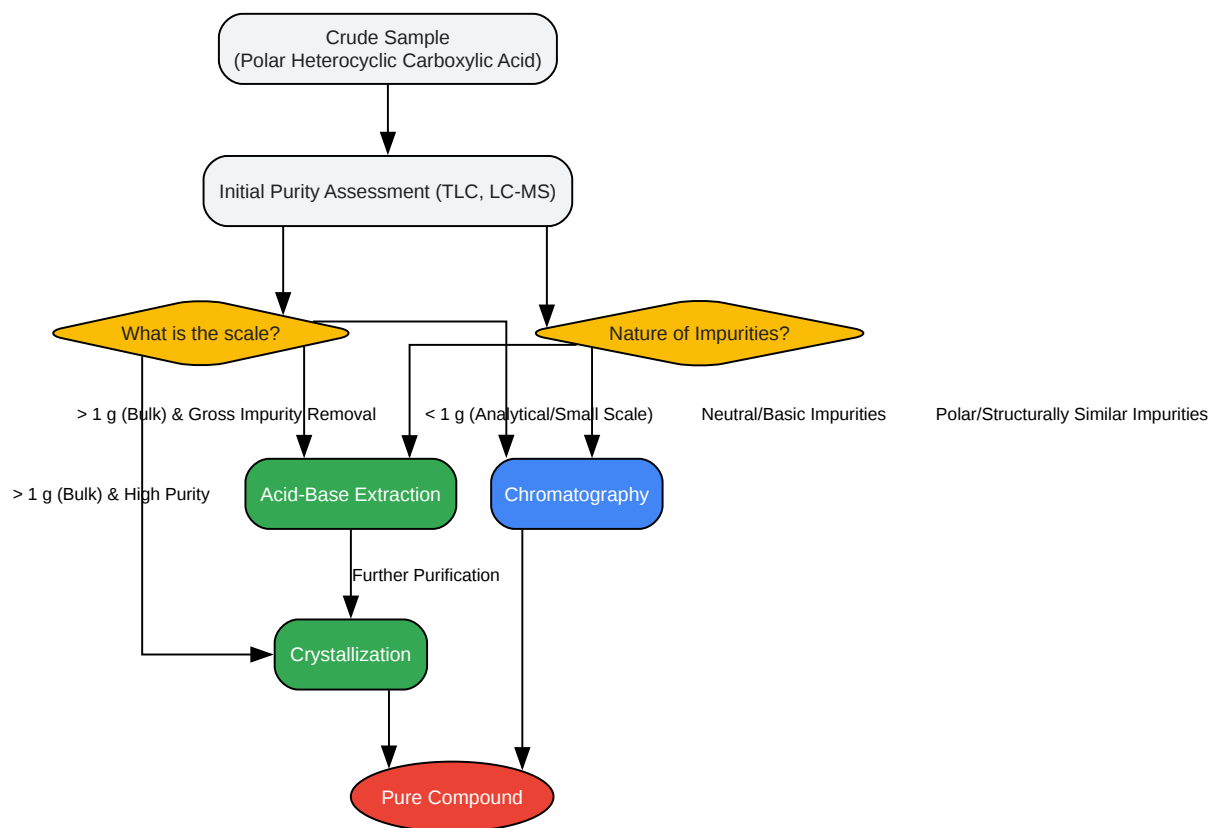 Crude Sample
(Polar Heterocyclic Carboxylic Acid)
Initial Purity Assessment (TLC, LC-MS)
What is the scale?
Nature of Impurities?
> 1 g (Bulk) & Gross Impurity Removal
< 1 g (Analytical/Small Scale)
Neutral/Basic Impurities
Polar/Structurally Similar Impurities
> 1 g (Bulk) & High Purity
Acid-Base Extraction
Chromatography
Further Purification
Crystallization
Pure Compound